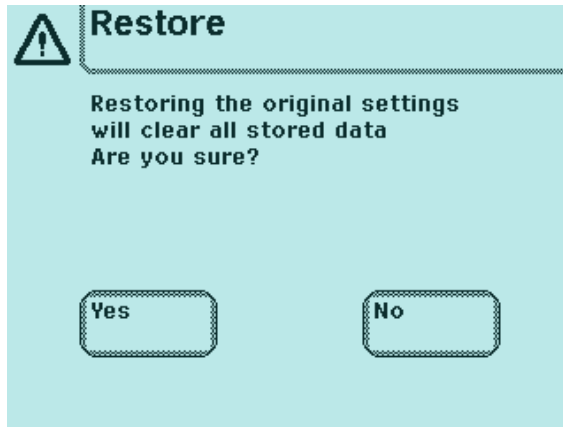 Restore
Restoring the original settings
will clear all stored data
Are you sure?
Yes
No